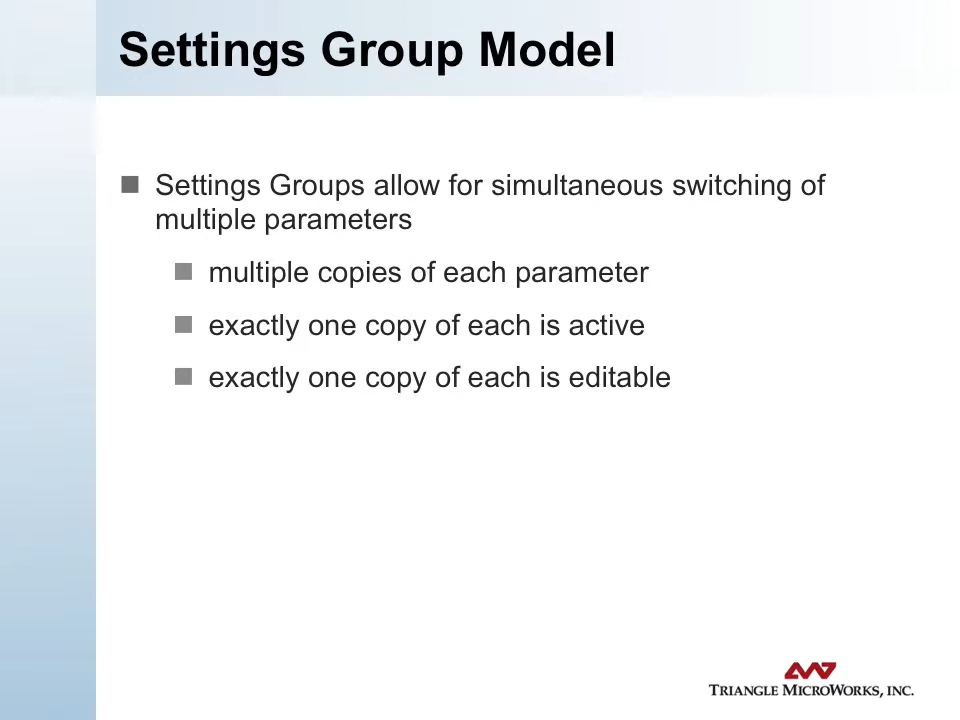 Settings Group Model
Settings Groups allow for simultaneous switching of
multiple parameters
multiple copies of each parameter
exactly one copy of each is active
exactly one copy of each is editable
TRIANGLE MICROWORKS, INC.